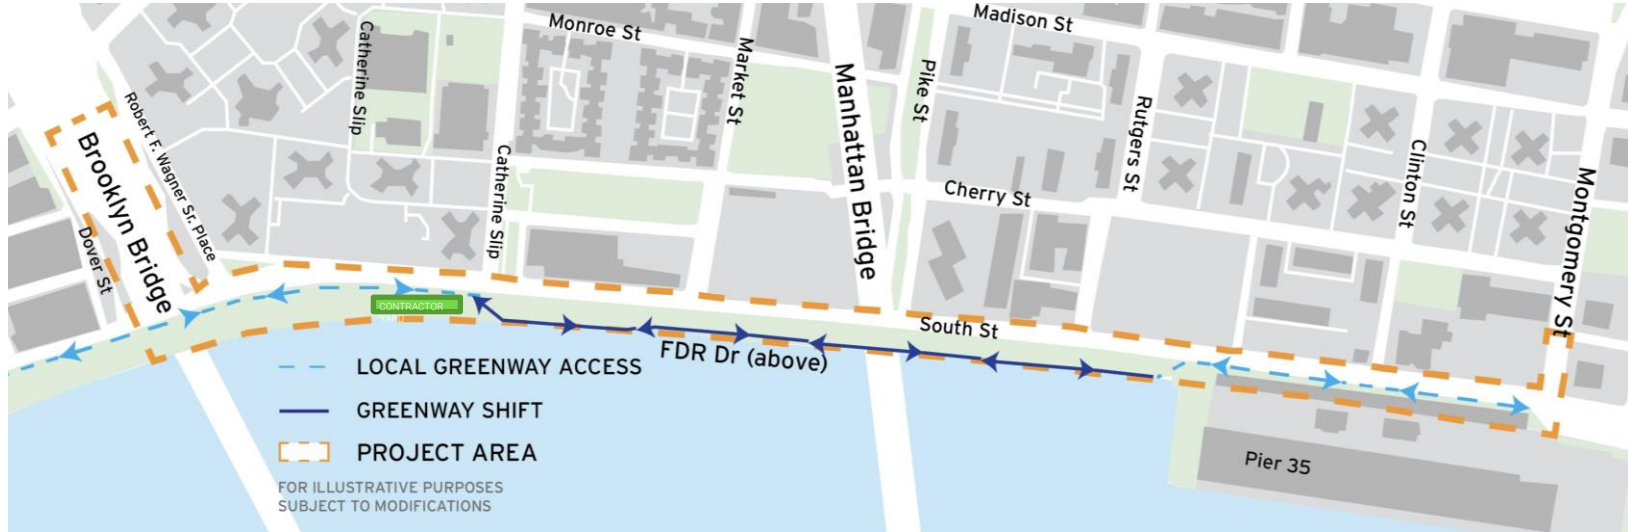 Monroe St
Madison St
Catherine Slip
Market St
Manhattan Bridge
Pike St
Rutgers St
Clinton St
Montgomery St
Robert F. Wagner Sr. Place
Brooklyn Bridge
Dover St
Catherine Slip
Cherry St
CONTRACTOR
YARD
South St
FDR Dr (above)
LOCAL GREENWAY ACCESS
GREENWAY SHIFT
PROJECT AREA
FOR ILLUSTRATIVE PURPOSES
SUBJECT TO MODIFICATIONS
Pier 35